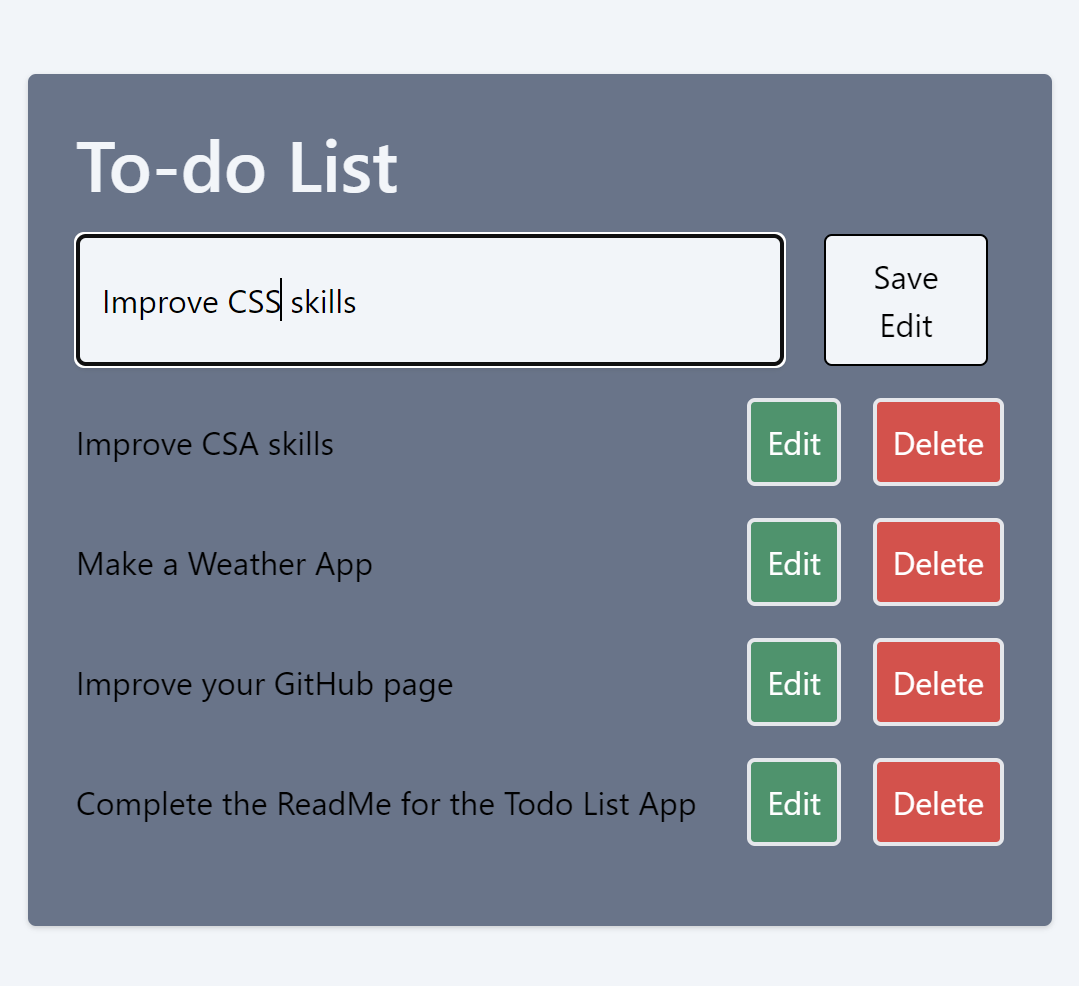 To-do List
Improve CSS skills
Save
Edit
Improve CSA skills Edit Delete
Make a Weather App Edit Delete
Improve your GitHub page Edit Delete
Complete the ReadMe for the Todo List App Edit Delete